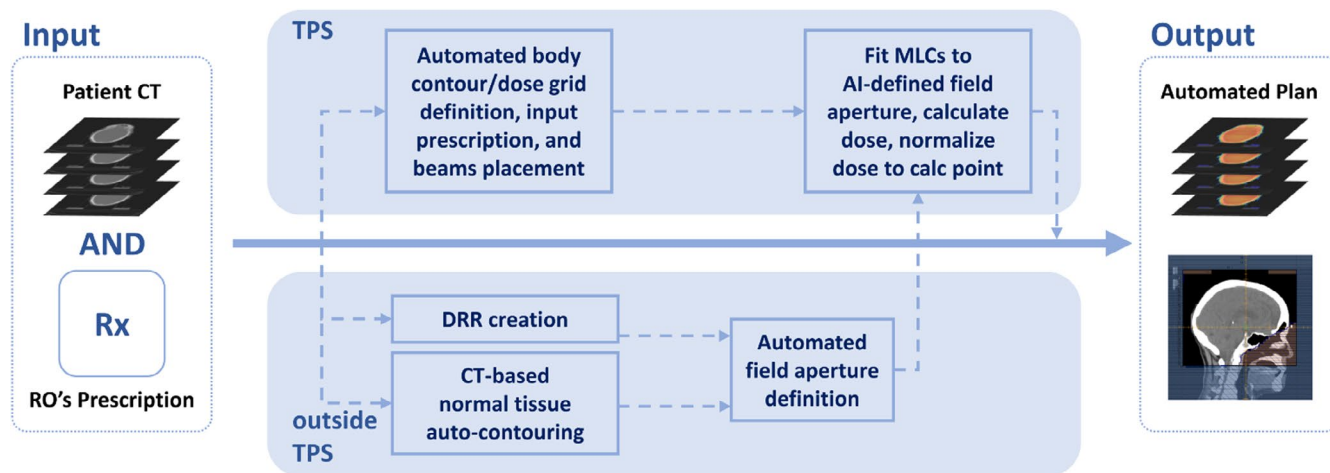 Input
Patient CT
AND
Rx
RO's Prescription
TPS
Automated body
contour/dose grid
definition, input
prescription, and
beams placement
Fit MLCs to
AI-defined field
aperture, calculate
dose, normalize
dose to calc point
DRR creation
CT-based
normal tissue
auto-contouring
Automated
field aperture
definition
outside
TPS
Output
Automated Plan